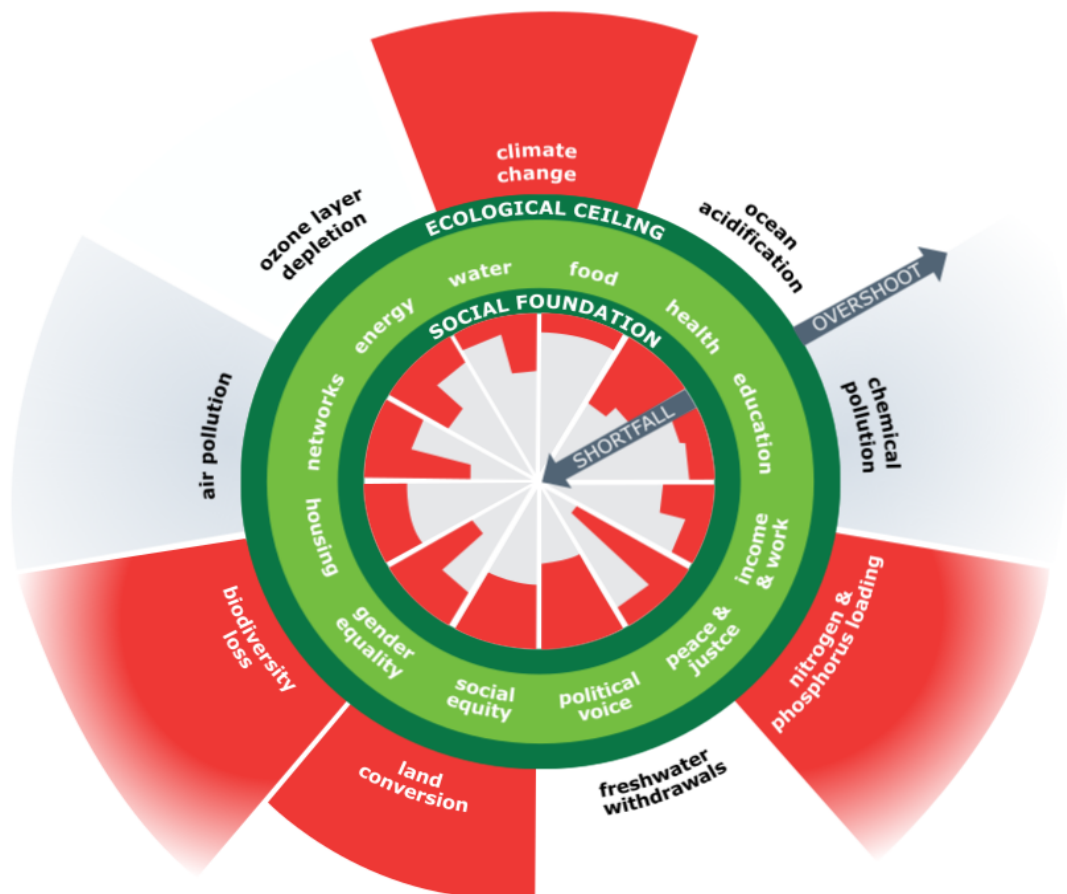 climate
change
ocean
acidification
OVERSHOOT
chemical
pollution
nitrogen &
phosphorus loading
freshwater
withdrawals
land
conversion
biodiversity
loss
air pollution
ozone layer
depletion
ECOLOGICAL CEILING
water
food
health
education
income
& work
peace &
justce
political
voice
social
equity
gender
equality
housing
networks
energy
SOCIAL FOUNDATION
SHORTFALL